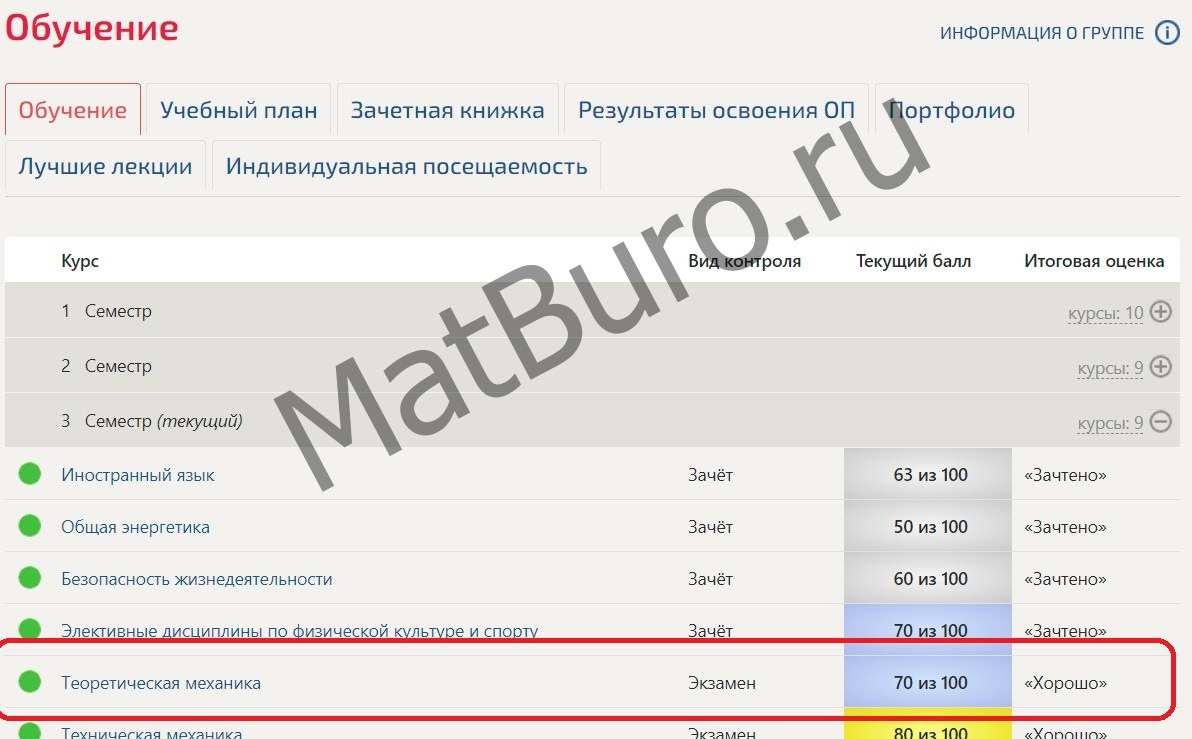 Обучение
ИНФОРМАЦИЯ О ГРУППЕ i
Обучение Учебный план Зачетная книжка Результаты освоения ОП Портфолио
Лучшие лекции Индивидуальная посещаемость
MatBuro.ru
Курс Вид контроля Текущий балл Итоговая оценка
1 Семестр курсы: 10
2 Семестр курсы: 9
3 Семестр (текущий) курсы: 9
Иностранный язык Зачёт 63 из 100 «Зачтено»
Общая энергетика Зачёт 50 из 100 «Зачтено»
Безопасность жизнедеятельности Зачёт 60 из 100 «Зачтено»
Элективные дисциплины по физической культуре и спорту Зачёт 70 из 100 «Зачтено»
Теоретическая механика Экзамен 70 из 100 «Хорошо»
Техническая механика Экзамен 80 из 100 «Хорошо»